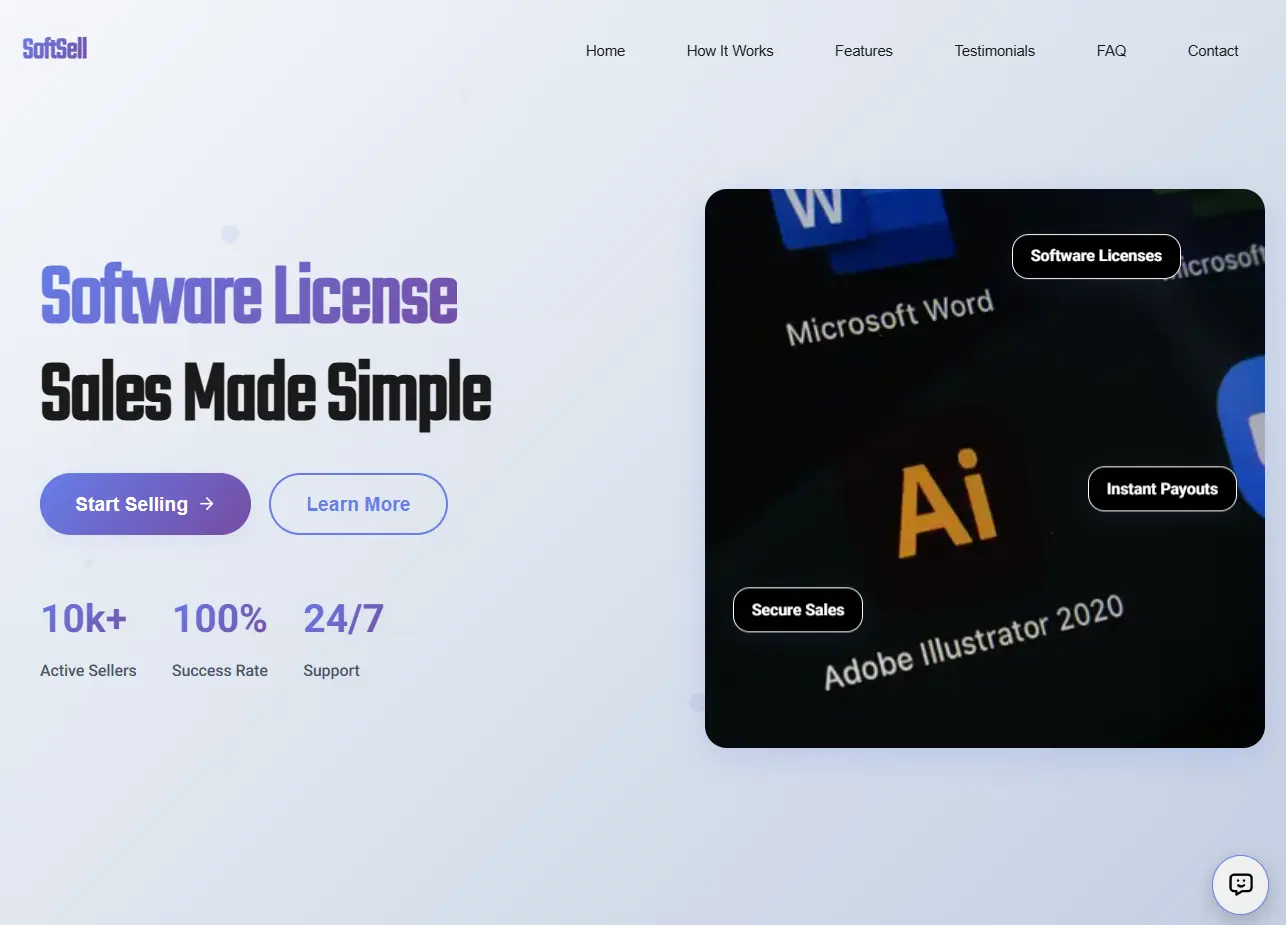 SoftSell
Home
How It Works
Features
Testimonials
FAQ
Contact
Software License
Sales Made Simple
Start Selling →
Learn More
10k+
Active Sellers
100%
Success Rate
24/7
Support
W
Software Licenses
Microsoft Word
Ai
Instant Payouts
Secure Sales
Adobe Illustrator 2020